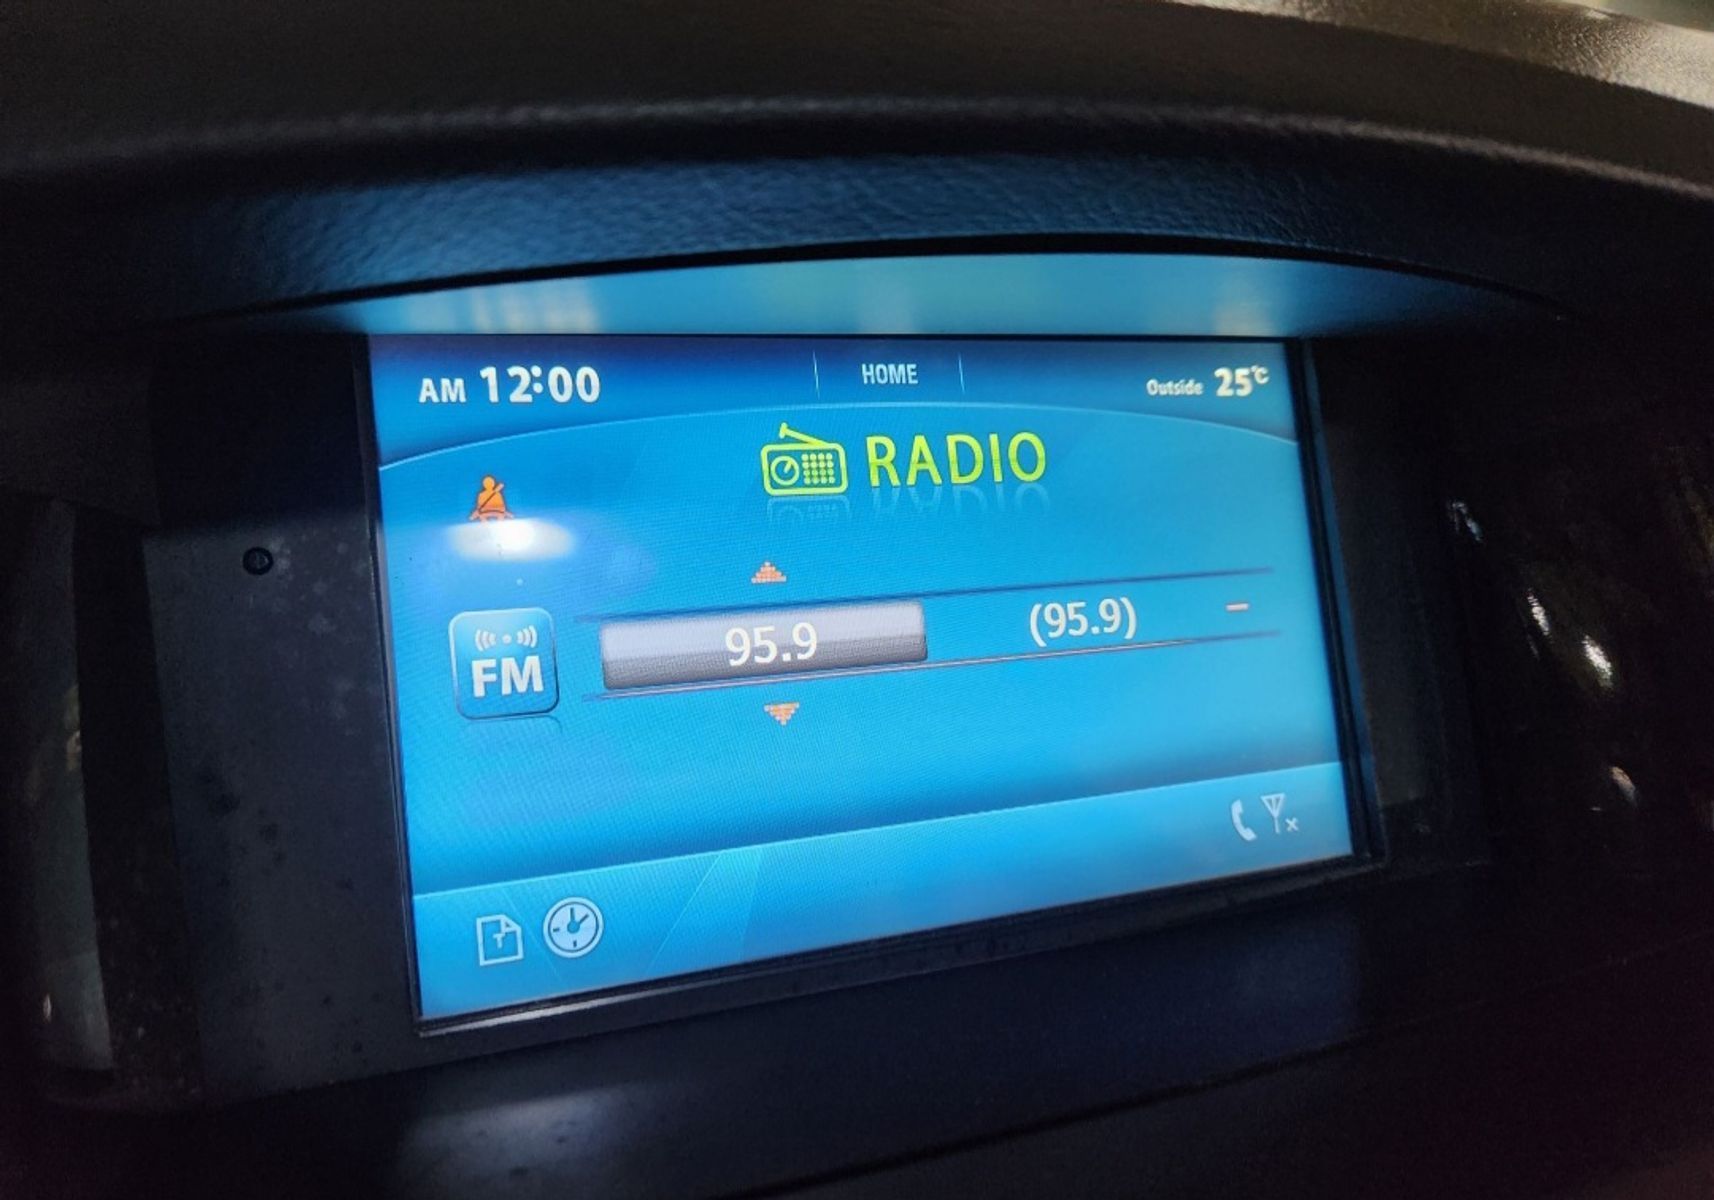 AM 12:00 HOME Outside 25°C
RADIO
FM 95.9 (95.9) –